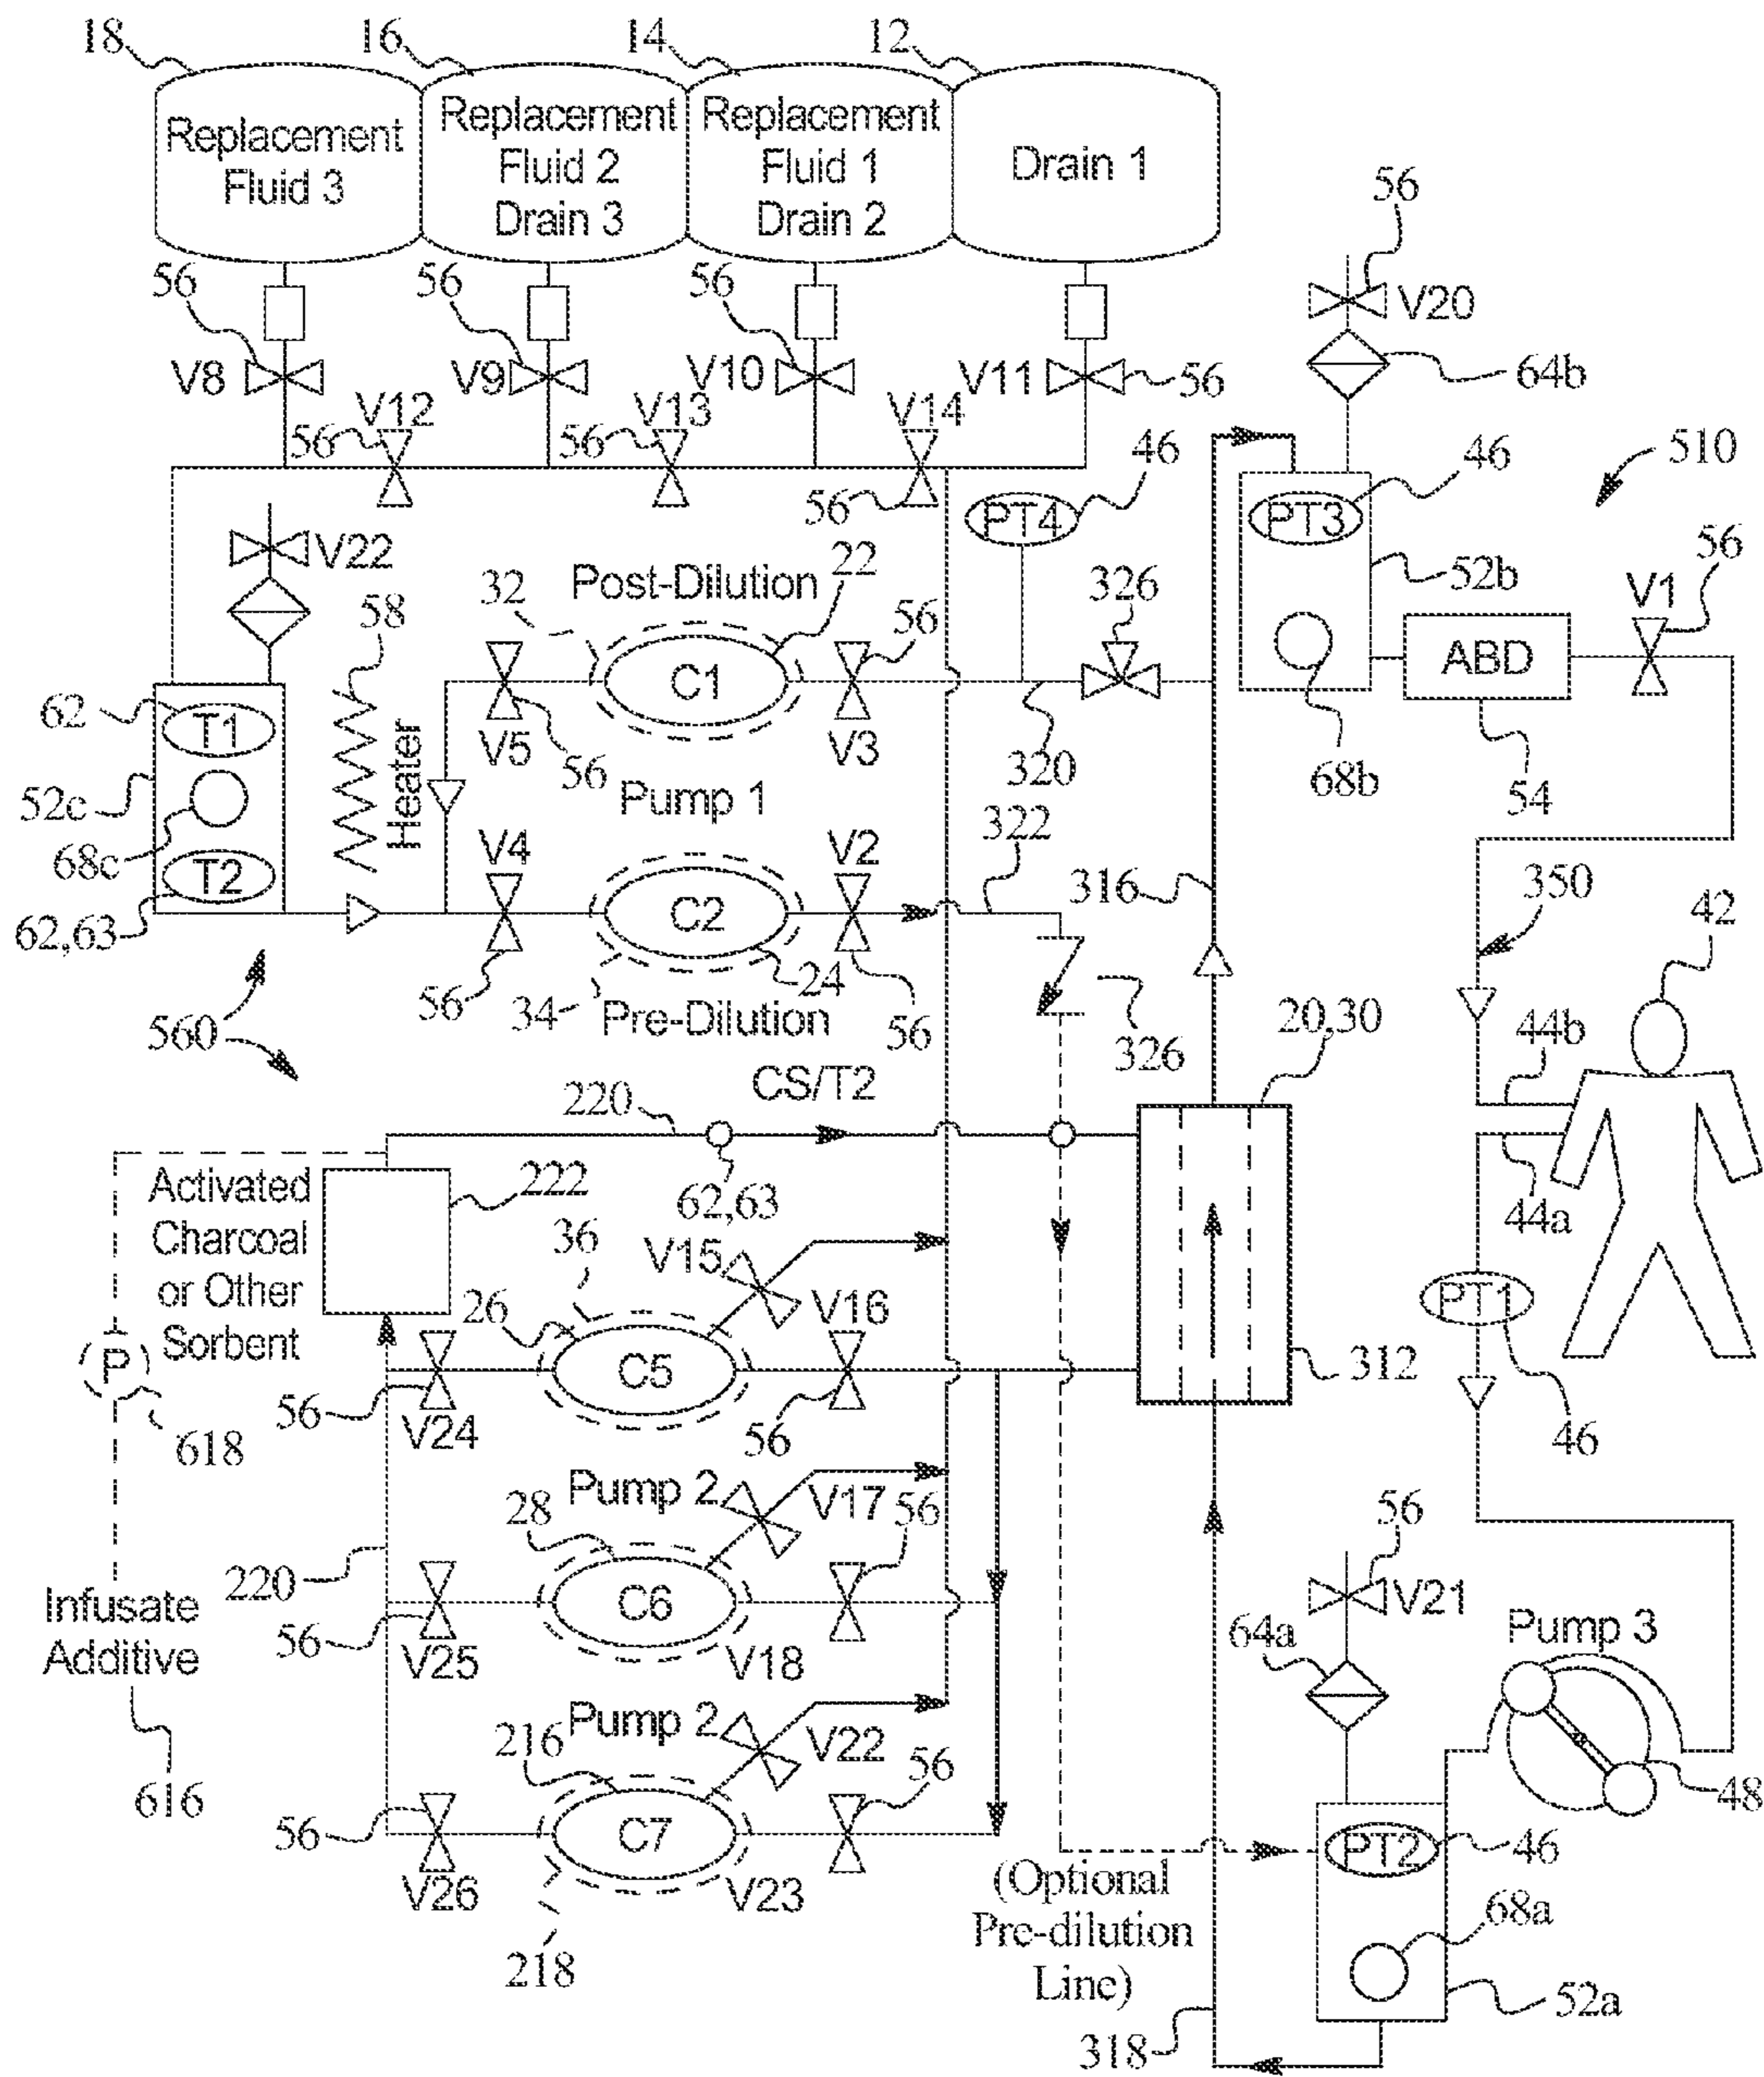 18
16
14
12
Replacement
Fluid 3
Replacement
Fluid 2
Drain 3
Replacement
Fluid 1
Drain 2
Drain 1
56
56
56
56
V20
V8
V9
V10
V11
56
64b
V12
V13
V14
56
56
56
46
46
510
PT4
PT3
V22
32
Post-Dilution
22
326
52b
56
V1
58
56
C1
ABD
62
T1
V5
56
V3
320
68b
54
52c
Heater
Pump 1
68c
V4
V2
322
T2
316
350
42
62,63
C2
56
34
24
Pre-Dilution
56
560
326
20,30
44b
CS/T2
220
Activated
Charcoal
or Other
Sorbent
222
62,63
44a
36
V15
26
V16
PT1
P
C5
312
56
V24
56
46
618
Pump 2
V17
56
28
56
220
C6
V21
Infusate
Additive
56
V25
V18
64a
Pump 3
Pump 2
216
V22
56
616
56
C7
48
PT2
46
V26
V23
(Optional
Pre-dilution
Line)
68a
218
52a
318